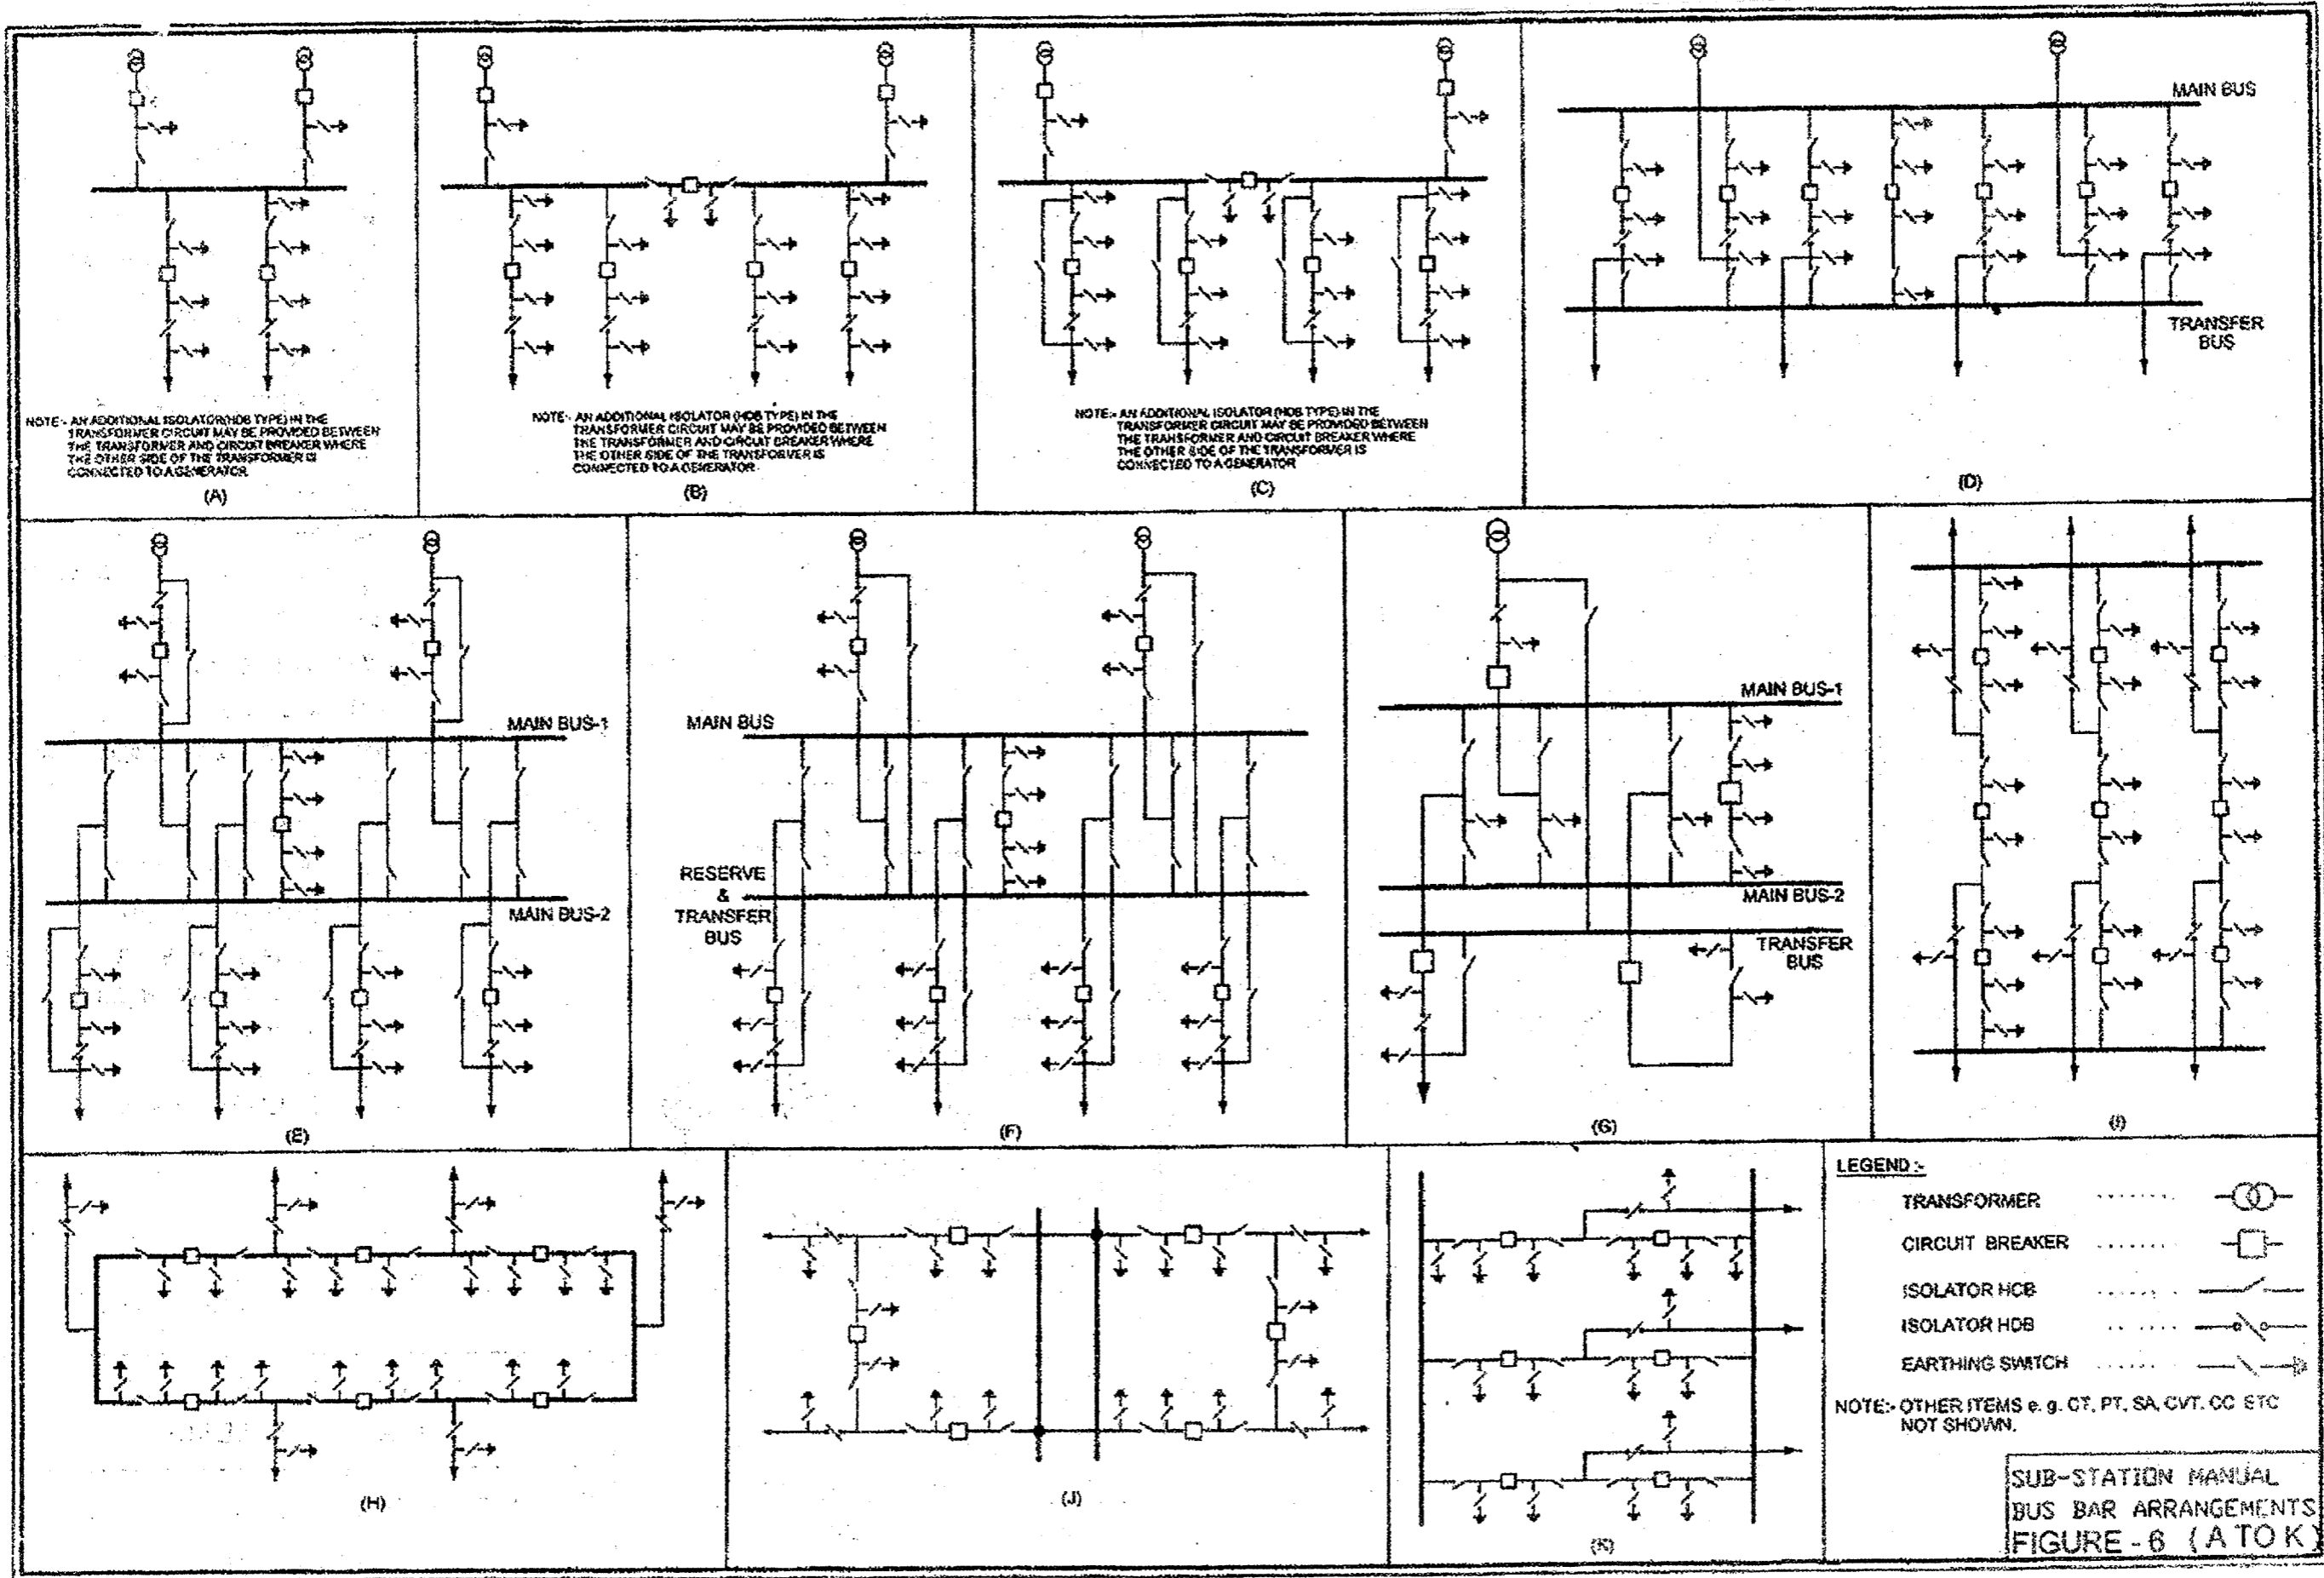 MAIN BUS
TRANSFER
BUS
NOTE:- AN ADDITIONAL ISOLATOR(HDB TYPE) IN THE
TRANSFORMER CIRCUIT MAY BE PROVIDED BETWEEN
THE TRANSFORMER AND CIRCUIT BREAKER WHERE
THE OTHER SIDE OF THE TRANSFORMER IS
CONNECTED TO A GENERATOR
(A)
NOTE:- AN ADDITIONAL ISOLATOR (HDB TYPE) IN THE
TRANSFORMER CIRCUIT MAY BE PROVIDED BETWEEN
THE TRANSFORMER AND CIRCUIT BREAKER WHERE
THE OTHER SIDE OF THE TRANSFORMER IS
CONNECTED TO A GENERATOR
(B)
NOTE:- AN ADDITIONAL ISOLATOR (HDB TYPE) IN THE
TRANSFORMER CIRCUIT MAY BE PROVIDED BETWEEN
THE TRANSFORMER AND CIRCUIT BREAKER WHERE
THE OTHER SIDE OF THE TRANSFORMER IS
CONNECTED TO A GENERATOR
(C)
(D)
MAIN BUS-1
MAIN BUS-2
(E)
MAIN BUS
RESERVE
&
TRANSFER
BUS
(F)
MAIN BUS-1
MAIN BUS-2
TRANSFER
BUS
(G)
(I)
(H)
(J)
(K)
LEGEND :-
TRANSFORMER .......
CIRCUIT BREAKER .......
ISOLATOR HCB .......
ISOLATOR HDB .......
EARTHING SWITCH .......
NOTE:- OTHER ITEMS e. g. CT, PT, SA, CVT. CC ETC
NOT SHOWN.
SUB-STATION MANUAL
BUS BAR ARRANGEMENTS
FIGURE - 6 (A TO K)